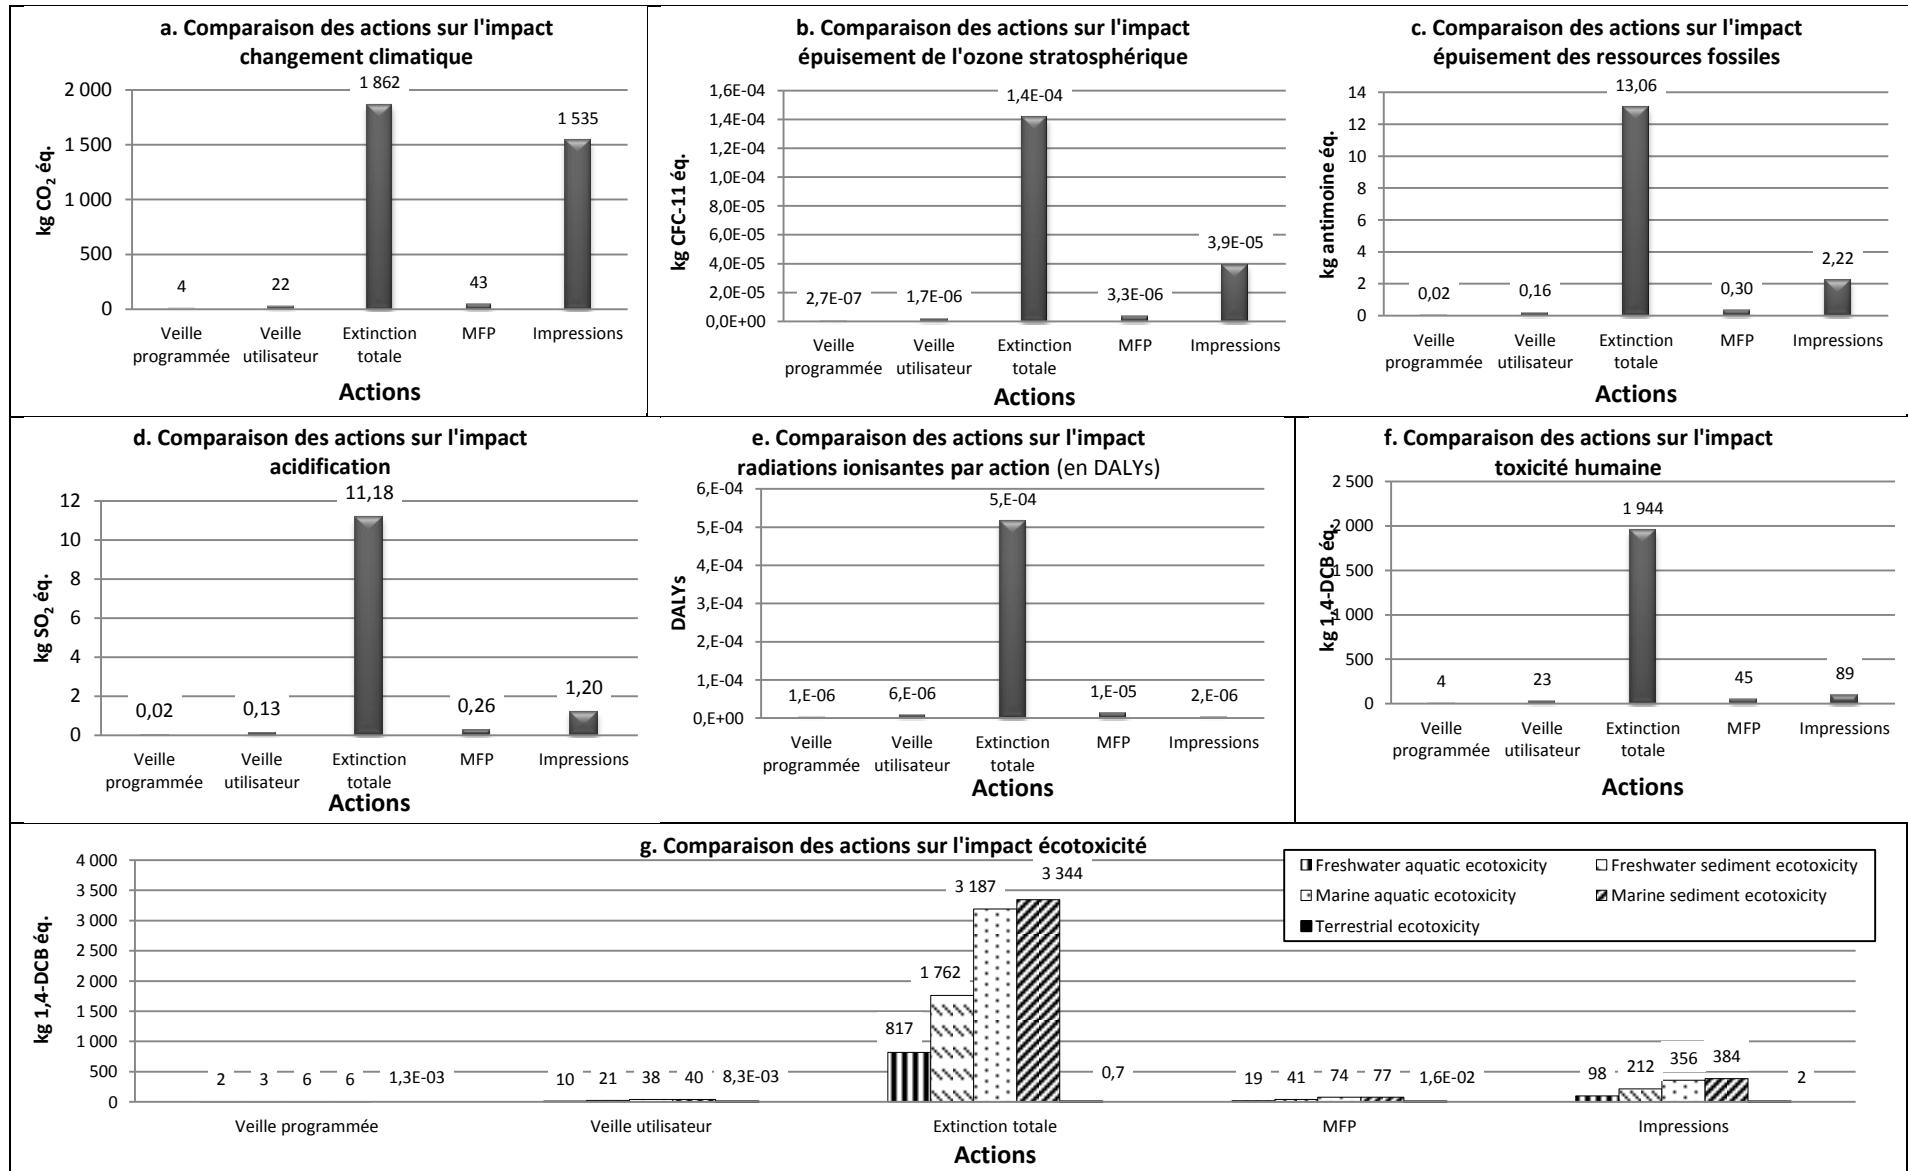 a. Comparaison des actions sur l'impact
changement climatique
2 000
1 500
1 000
500
0
kg CO₂ éq.
4
22
1 862
43
1 535
Veille programmée
Veille utilisateur
Extinction totale
MFP
Impressions
Actions
b. Comparaison des actions sur l'impact
épuisement de l'ozone stratosphérique
1,6E-04
1,4E-04
1,2E-04
1,0E-04
8,0E-05
6,0E-05
4,0E-05
2,0E-05
0,0E+00
kg CFC-11 éq.
2,7E-07
1,7E-06
1,4E-04
3,3E-06
3,9E-05
Veille programmée
Veille utilisateur
Extinction totale
MFP
Impressions
Actions
c. Comparaison des actions sur l'impact
épuisement des ressources fossiles
14
12
10
8
6
4
2
0
kg antimoine éq.
0,02
0,16
13,06
0,30
2,22
Veille programmée
Veille utilisateur
Extinction totale
MFP
Impressions
Actions
d. Comparaison des actions sur l'impact
acidification
12
10
8
6
4
2
0
kg SO₂ éq.
0,02
0,13
11,18
0,26
1,20
Veille programmée
Veille utilisateur
Extinction totale
MFP
Impressions
Actions
e. Comparaison des actions sur l'impact
radiations ionisantes par action (en DALYs)
6,E-04
5,E-04
4,E-04
3,E-04
2,E-04
1,E-04
0,E+00
DALYs
1,E-06
6,E-06
5,E-04
1,E-05
2,E-06
Veille programmée
Veille utilisateur
Extinction totale
MFP
Impressions
Actions
f. Comparaison des actions sur l'impact
toxicité humaine
2 500
2 000
1 500
1 000
500
0
kg 1,4-DCB éq.
4
23
1 944
45
89
Veille programmée
Veille utilisateur
Extinction totale
MFP
Impressions
Actions
g. Comparaison des actions sur l'impact écotoxicité
4 000
3 500
3 000
2 500
2 000
1 500
1 000
500
0
kg 1,4-DCB éq.
Freshwater aquatic ecotoxicity
Freshwater sediment ecotoxicity
Marine aquatic ecotoxicity
Marine sediment ecotoxicity
Terrestrial ecotoxicity
2 3 6 6 1,3E-03
10 21 38 40 8,3E-03
817 1 762 3 187 3 344 0,7
19 41 74 77 1,6E-02
98 212 356 384 2
Veille programmée
Veille utilisateur
Extinction totale
MFP
Impressions
Actions